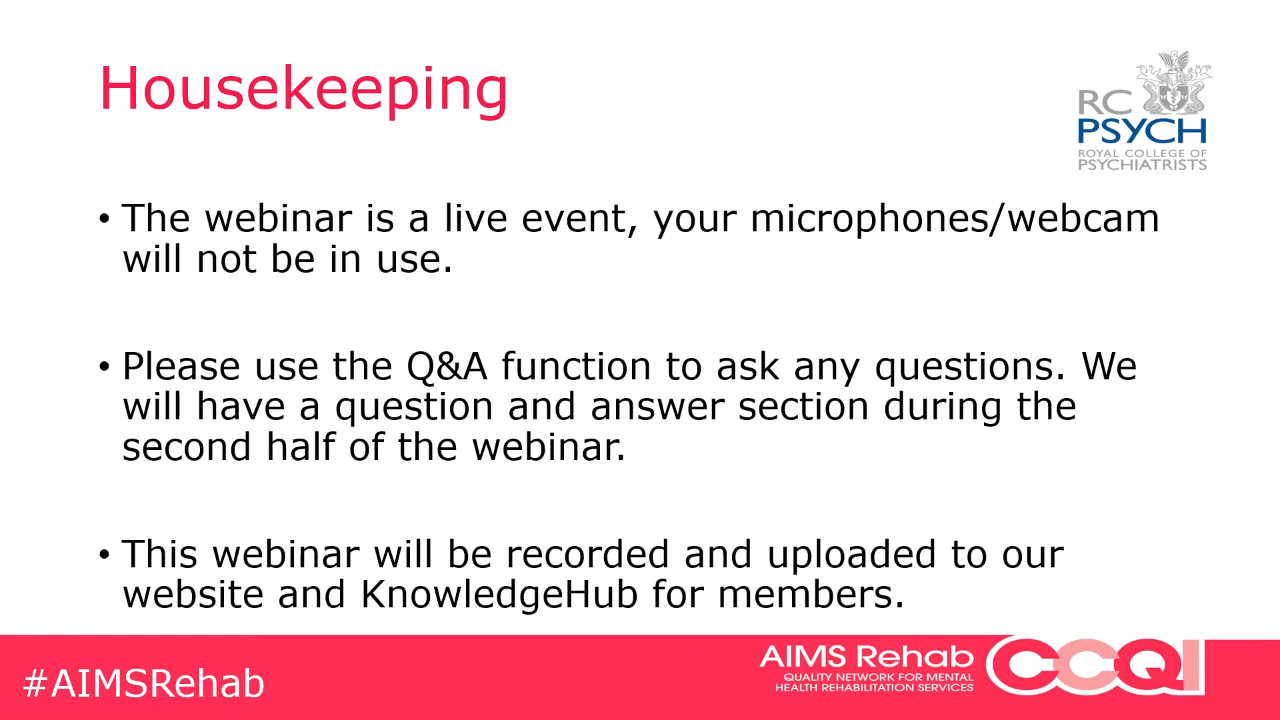 Housekeeping
RC
PSYCH
ROYAL COLLEGE OF
PSYCHIATRISTS
• The webinar is a live event, your microphones/webcam
will not be in use.
• Please use the Q&A function to ask any questions. We
will have a question and answer section during the
second half of the webinar.
• This webinar will be recorded and uploaded to our
website and KnowledgeHub for members.
#AIMSRehab
AIMS Rehab
QUALITY NETWORK FOR MENTAL
HEALTH REHABILITATION SERVICES
CCQI